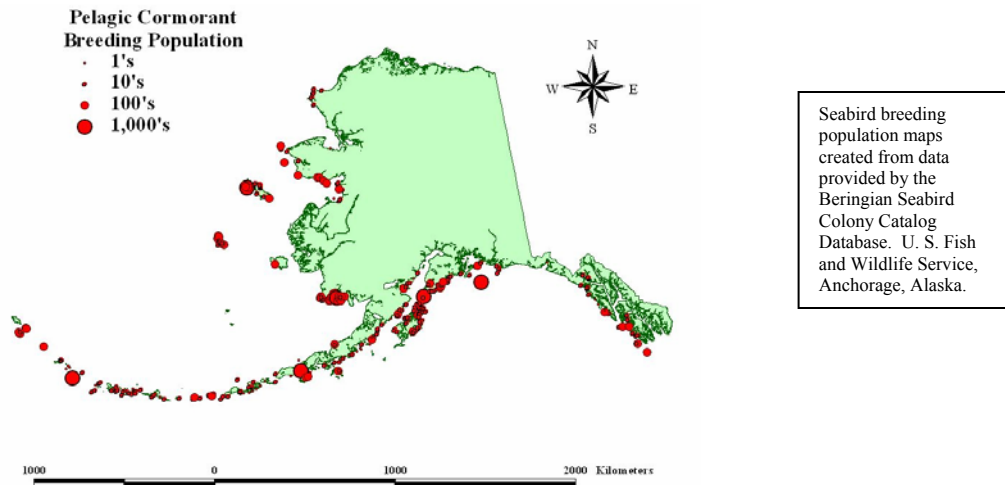 Pelagic Cormorant
Breeding Population
1's
10's
100's
1,000's
N
W E
S
Seabird breeding
population maps
created from data
provided by the
Beringian Seabird
Colony Catalog
Database. U. S. Fish
and Wildlife Service,
Anchorage, Alaska.
1000 0 1000 2000 Kilometers